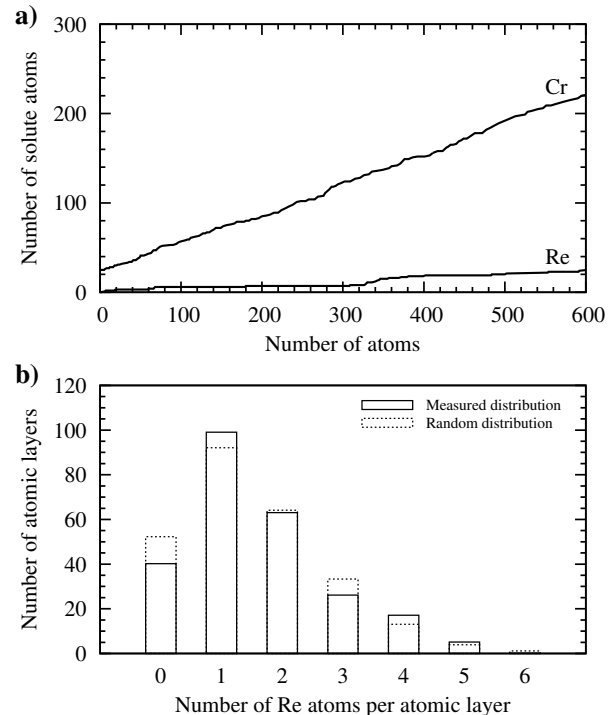 a)
300
200
100
0
Number of solute atoms
Cr
Re
0 100 200 300 400 500 600
Number of atoms
b)
120
100
80
60
40
20
0
Number of atomic layers
Measured distribution
Random distribution
0 1 2 3 4 5 6
Number of Re atoms per atomic layer